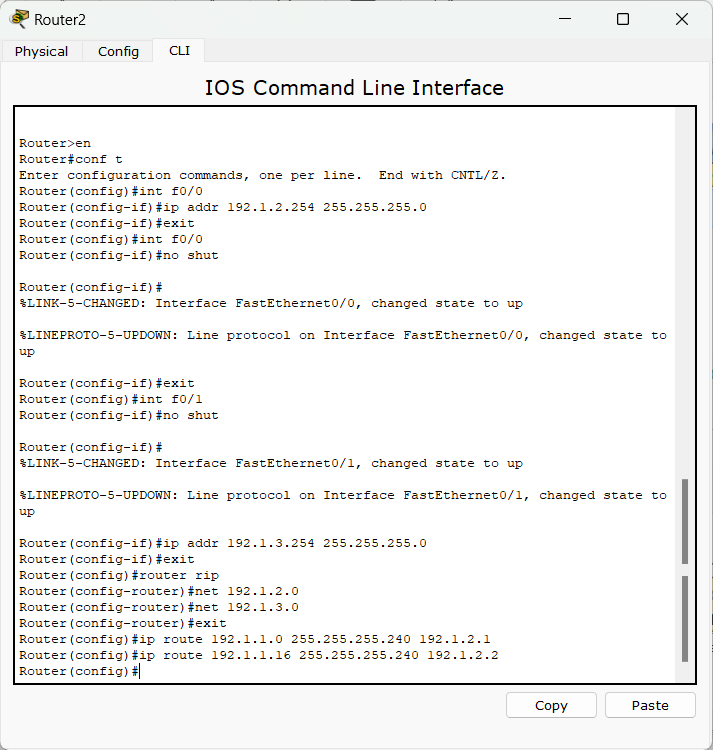 Router2
Physical Config CLI
IOS Command Line Interface
Router>en
Router#conf t
Enter configuration commands, one per line.  End with CNTL/Z.
Router(config)#int f0/0
Router(config-if)#ip addr 192.1.2.254 255.255.255.0
Router(config-if)#exit
Router(config)#int f0/0
Router(config-if)#no shut
Router(config-if)#
%LINK-5-CHANGED: Interface FastEthernet0/0, changed state to up
%LINEPROTO-5-UPDOWN: Line protocol on Interface FastEthernet0/0, changed state to
up
Router(config-if)#exit
Router(config)#int f0/1
Router(config-if)#no shut
Router(config-if)#
%LINK-5-CHANGED: Interface FastEthernet0/1, changed state to up
%LINEPROTO-5-UPDOWN: Line protocol on Interface FastEthernet0/1, changed state to
up
Router(config-if)#ip addr 192.1.3.254 255.255.255.0
Router(config-if)#exit
Router(config)#router rip
Router(config-router)#net 192.1.2.0
Router(config-router)#net 192.1.3.0
Router(config-router)#exit
Router(config)#ip route 192.1.1.0 255.255.255.240 192.1.2.1
Router(config)#ip route 192.1.1.16 255.255.255.240 192.1.2.2
Router(config)#
Copy Paste